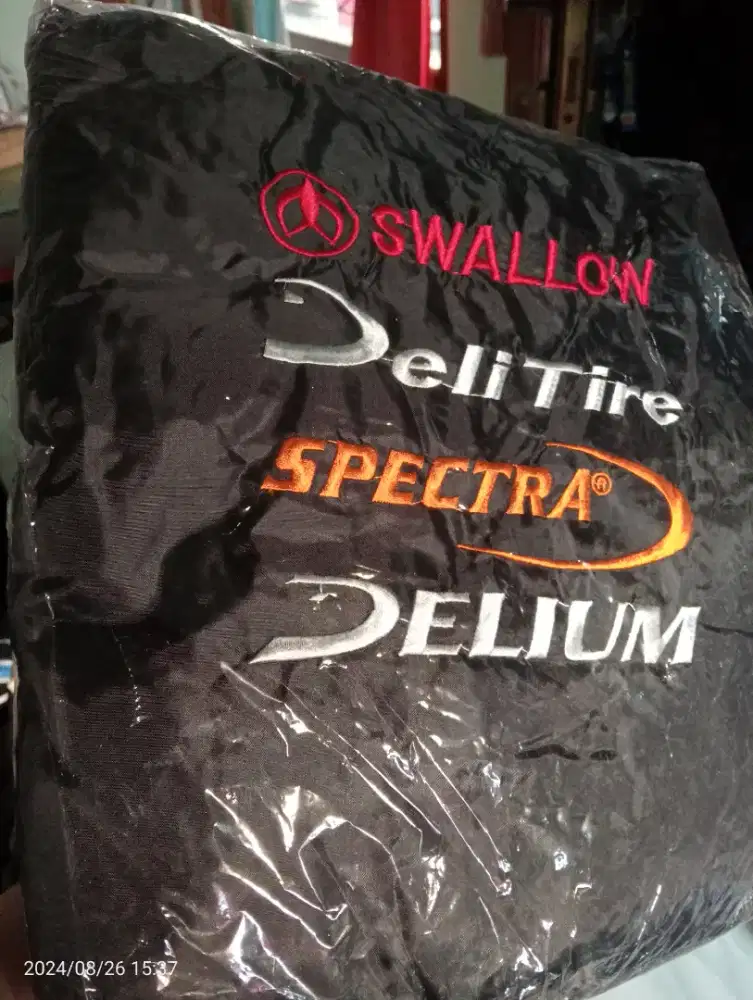 SWALLOW
DeliTire
SPECTRA®
DELIUM
2024/08/26 15:37